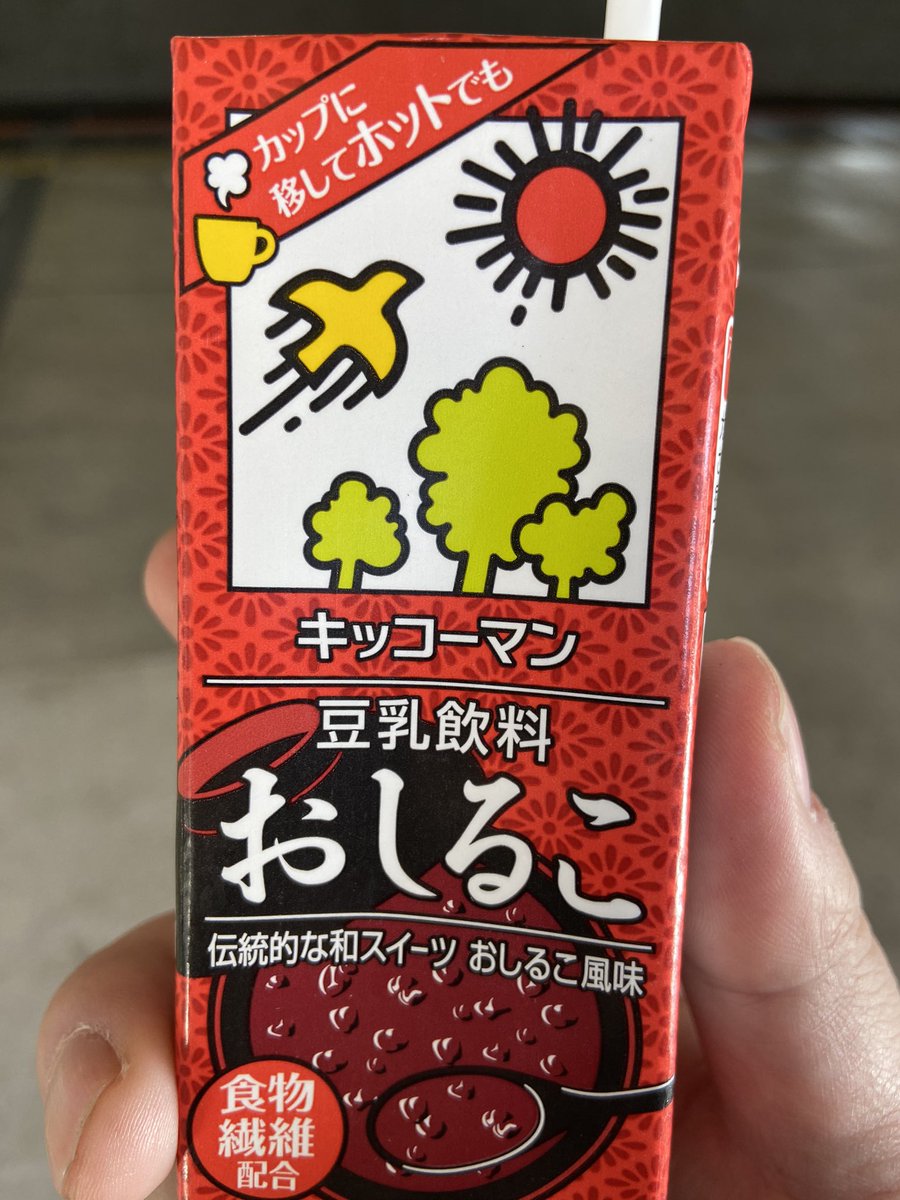 カップに
移してホットでも
キッコーマン
豆乳飲料
おしるこ
伝統的な和スイーツ おしるこ風味
食物
繊維
配合